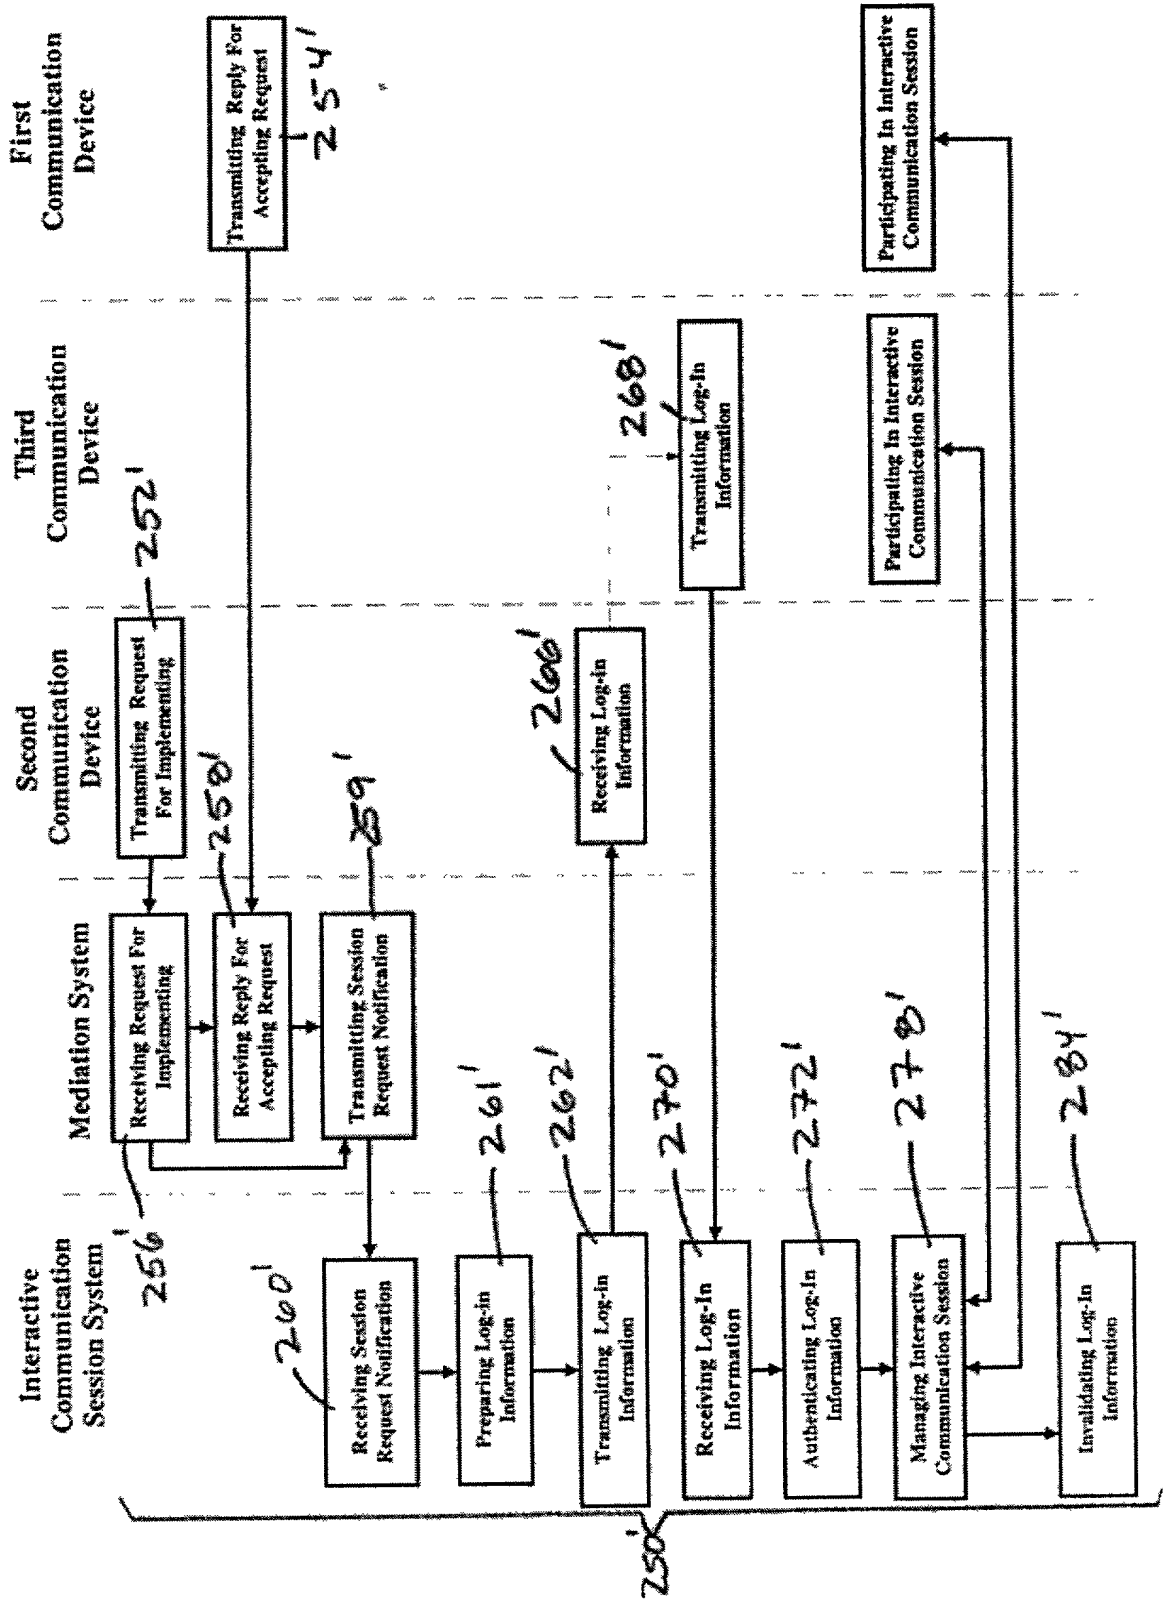 Interactive
Communication
Session System
Mediation System
Second
Communication
Device
Third
Communication
Device
First
Communication
Device
Transmitting Request
For Implementing
252'
Receiving Request For
Implementing
256'
Transmitting Reply For
Accepting Request
254'
Receiving Reply For
Accepting Request
258'
Transmitting Session
Request Notification
259'
Receiving Session
Request Notification
260'
Preparing Log-in
Information
261'
Transmitting Log-in
Information
262'
Receiving Log-in
Information
266'
Transmitting Log-In
Information
268'
Receiving Log-In
Information
270'
Authenticating Log-In
Information
272'
Managing Interactive
Communication Session
278'
Participating In Interactive
Communication Session
Participating In Interactive
Communication Session
Invalidating Log-In
Information
284'
250'